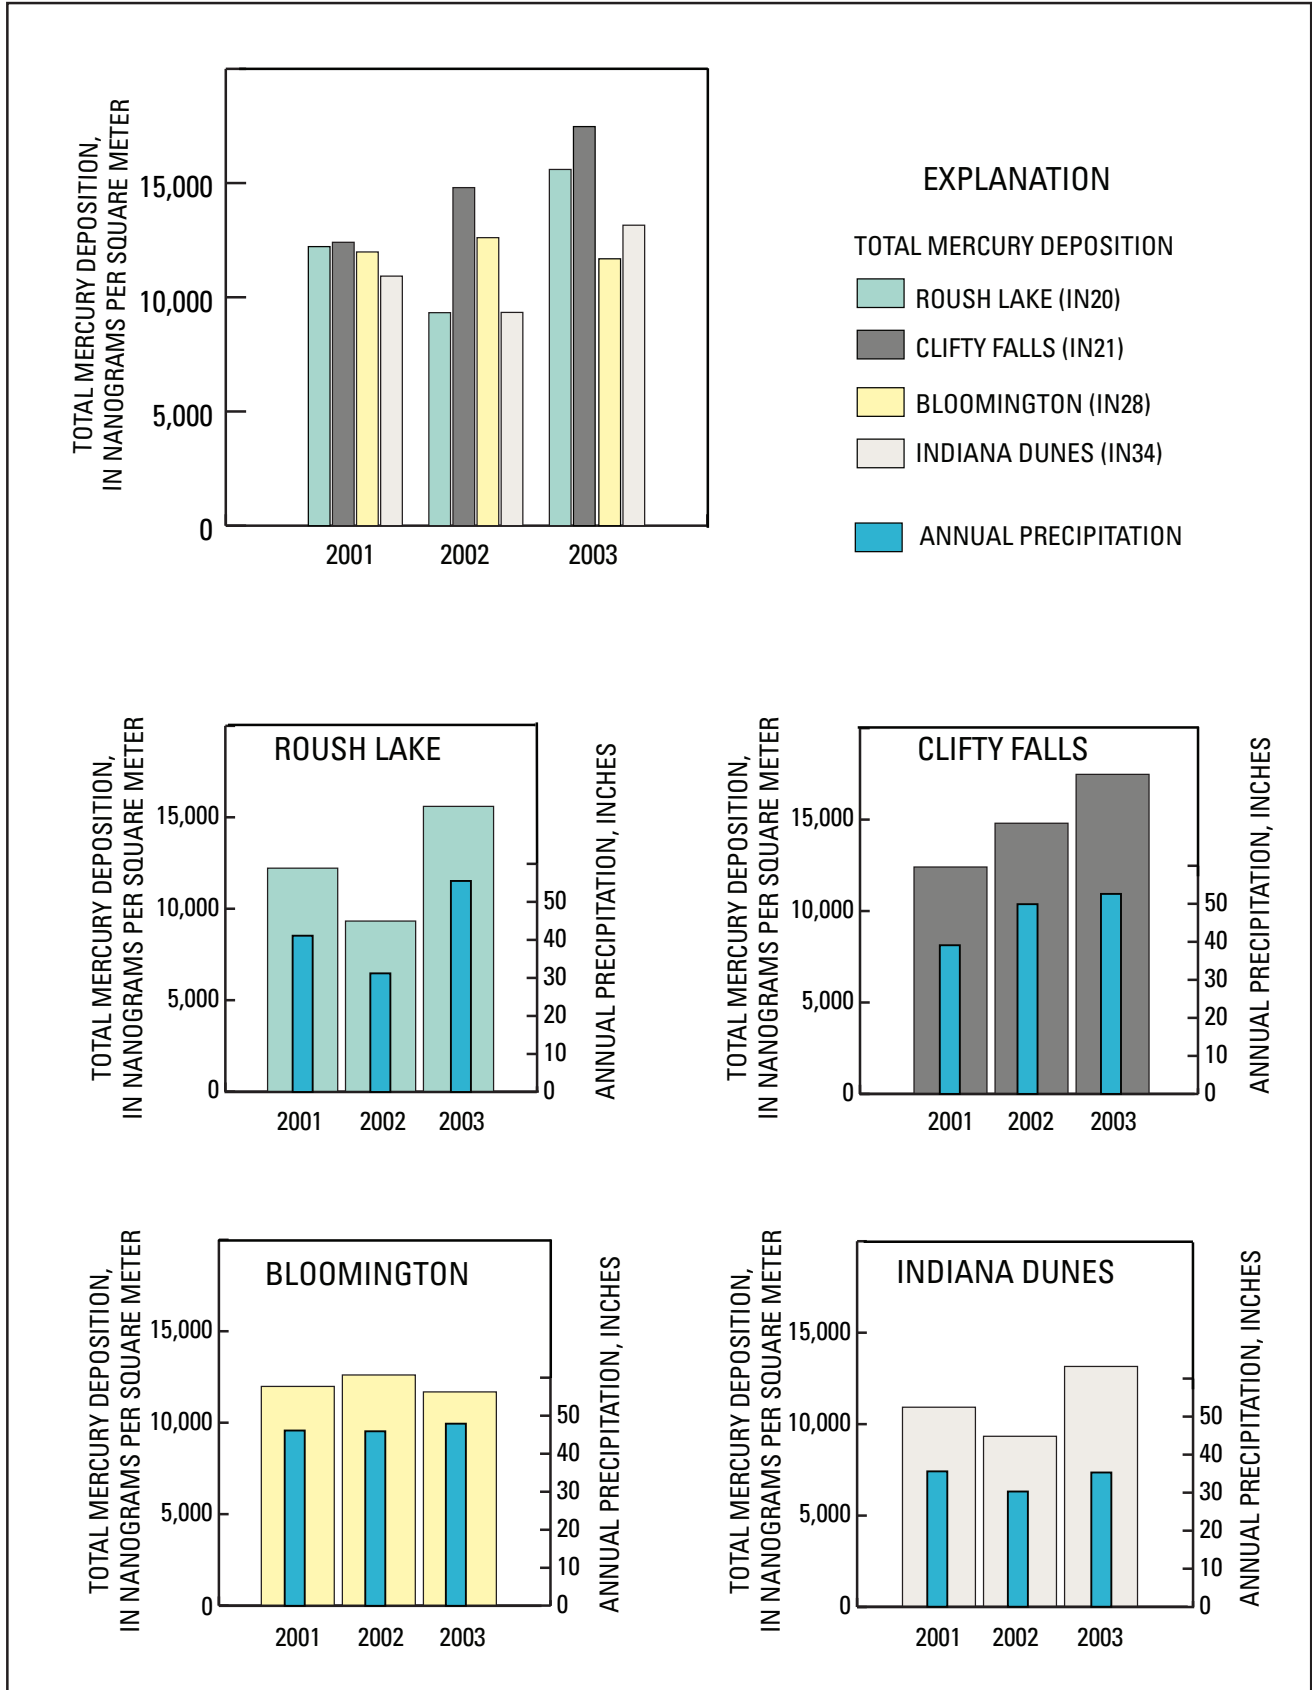 TOTAL MERCURY DEPOSITION,
IN NANOGRAMS PER SQUARE METER
15,000
10,000
5,000
0
2001
2002
2003
EXPLANATION
TOTAL MERCURY DEPOSITION
ROUSH LAKE (IN20)
CLIFTY FALLS (IN21)
BLOOMINGTON (IN28)
INDIANA DUNES (IN34)
ANNUAL PRECIPITATION
TOTAL MERCURY DEPOSITION,
IN NANOGRAMS PER SQUARE METER
ROUSH LAKE
15,000
10,000
5,000
0
50
40
30
20
10
0
ANNUAL PRECIPITATION, INCHES
2001
2002
2003
TOTAL MERCURY DEPOSITION,
IN NANOGRAMS PER SQUARE METER
CLIFTY FALLS
15,000
10,000
5,000
0
50
40
30
20
10
0
ANNUAL PRECIPITATION, INCHES
2001
2002
2003
TOTAL MERCURY DEPOSITION,
IN NANOGRAMS PER SQUARE METER
BLOOMINGTON
15,000
10,000
5,000
0
50
40
30
20
10
0
ANNUAL PRECIPITATION, INCHES
2001
2002
2003
TOTAL MERCURY DEPOSITION,
IN NANOGRAMS PER SQUARE METER
INDIANA DUNES
15,000
10,000
5,000
0
50
40
30
20
10
0
ANNUAL PRECIPITATION, INCHES
2001
2002
2003